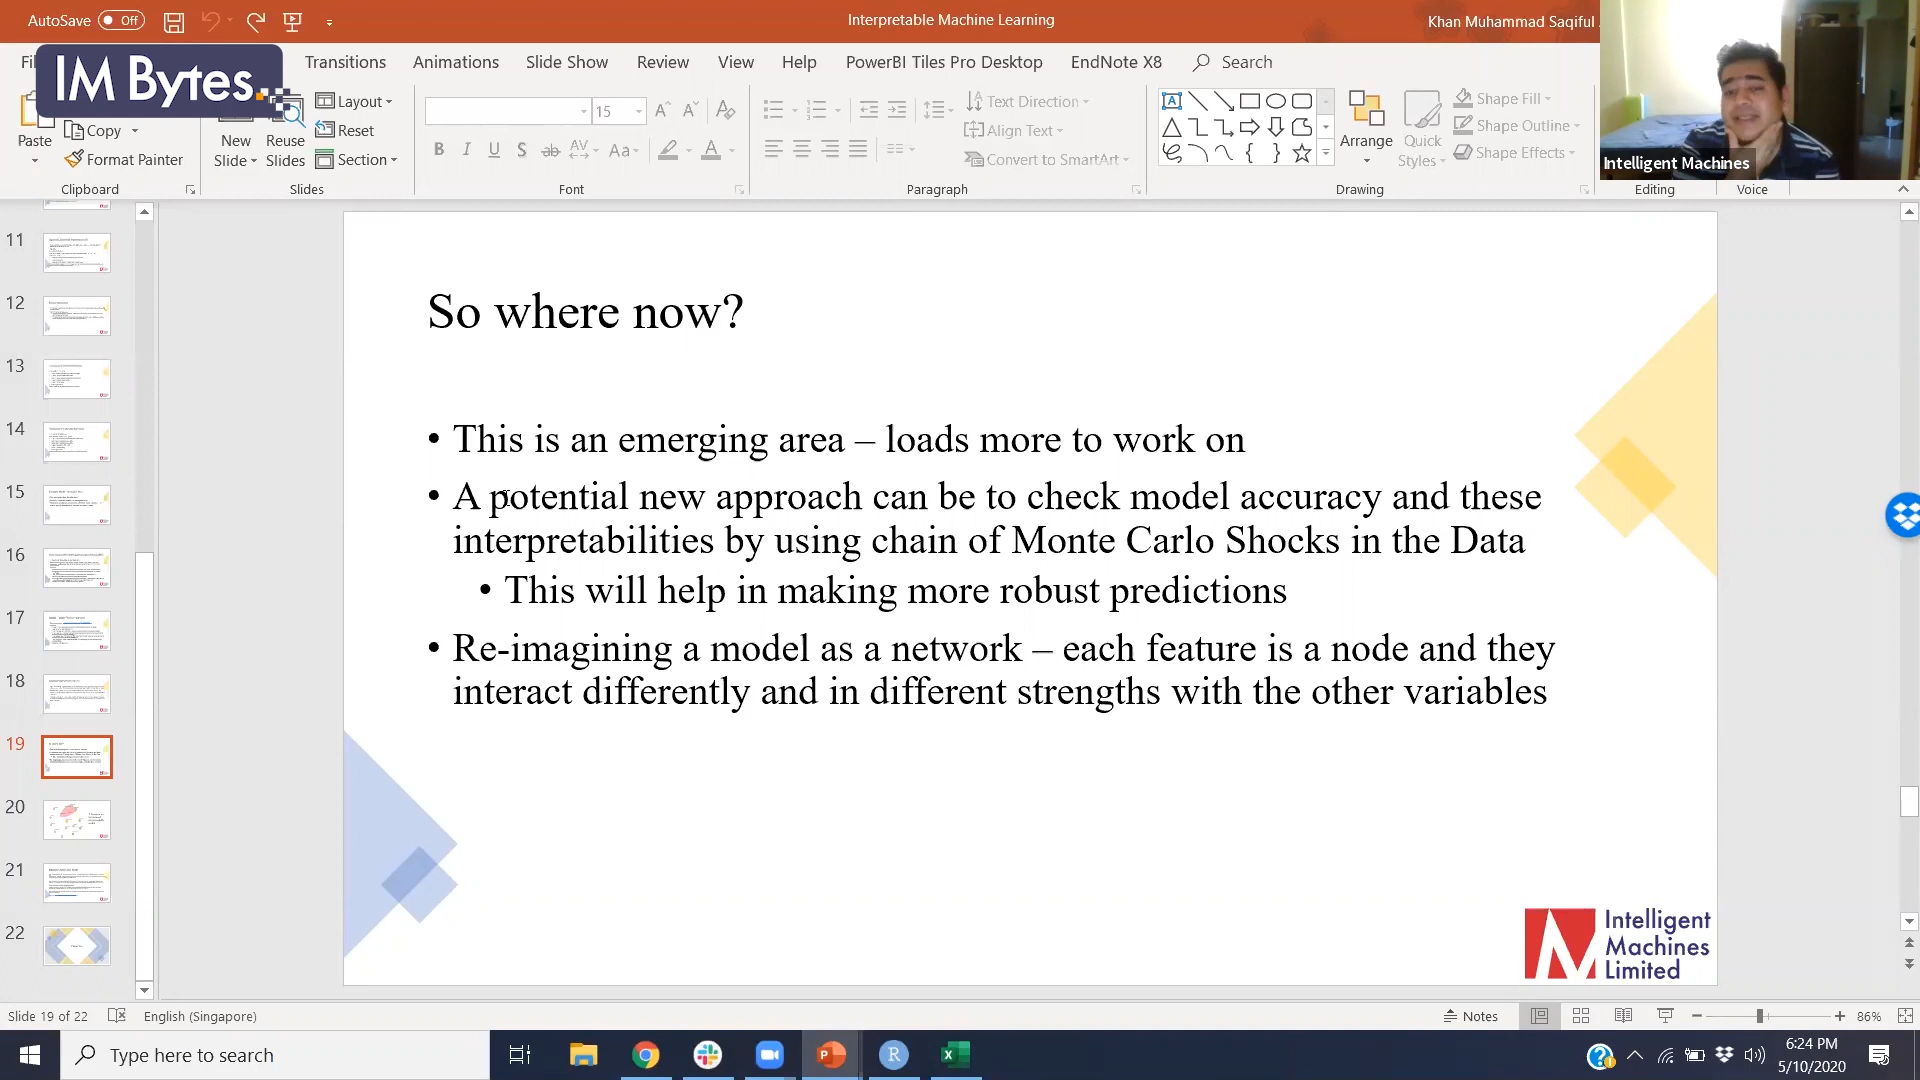 AutoSave Off
Interpretable Machine Learning
Khan Muhammad Saqiful
IM Bytes.
Transitions
Animations
Slide Show
Review
View
Help
PowerBI Tiles Pro Desktop
EndNote X8
Search
Paste
Copy
Format Painter
Clipboard
New Slide
Reuse Slides
Layout
Reset
Section
Slides
15
B I U S ab AV Aa A
Font
Text Direction
Align Text
Convert to SmartArt
Paragraph
Arrange
Quick Styles
Shape Fill
Shape Outline
Shape Effects
Drawing
Intelligent Machines
Editing
Voice
11
12
13
14
15
16
17
18
19
20
21
22
So where now?
• This is an emerging area – loads more to work on
• A potential new approach can be to check model accuracy and these
interpretabilities by using chain of Monte Carlo Shocks in the Data
• This will help in making more robust predictions
• Re-imagining a model as a network – each feature is a node and they
interact differently and in different strengths with the other variables
Intelligent
Machines
Limited
Slide 19 of 22
English (Singapore)
Notes
86%
Type here to search
6:24 PM
5/10/2020